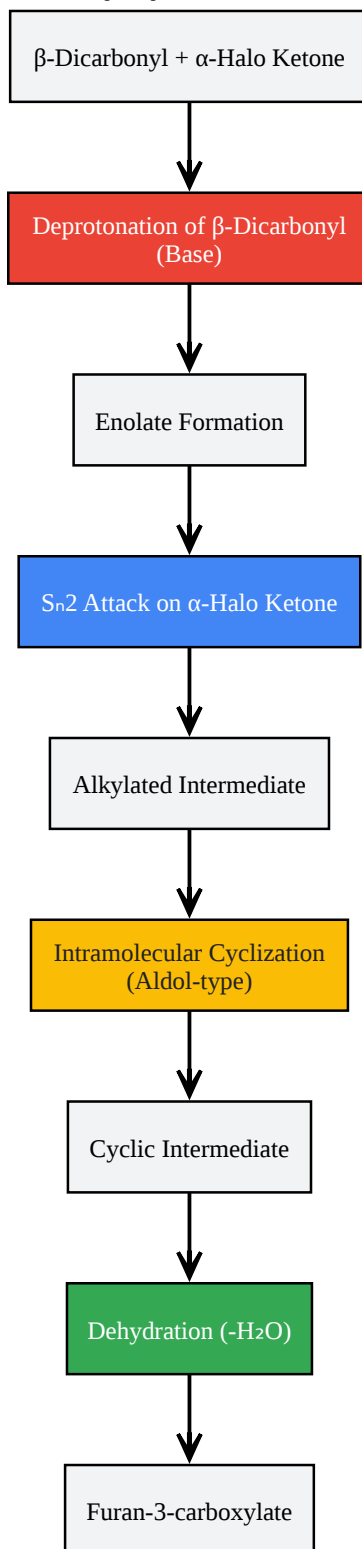 β-Dicarbonyl + α-Halo Ketone
Deprotonation of β-Dicarbonyl
(Base)
Enolate Formation
Sₙ2 Attack on α-Halo Ketone
Alkylated Intermediate
Intramolecular Cyclization
(Aldol-type)
Cyclic Intermediate
Dehydration (-H₂O)
Furan-3-carboxylate